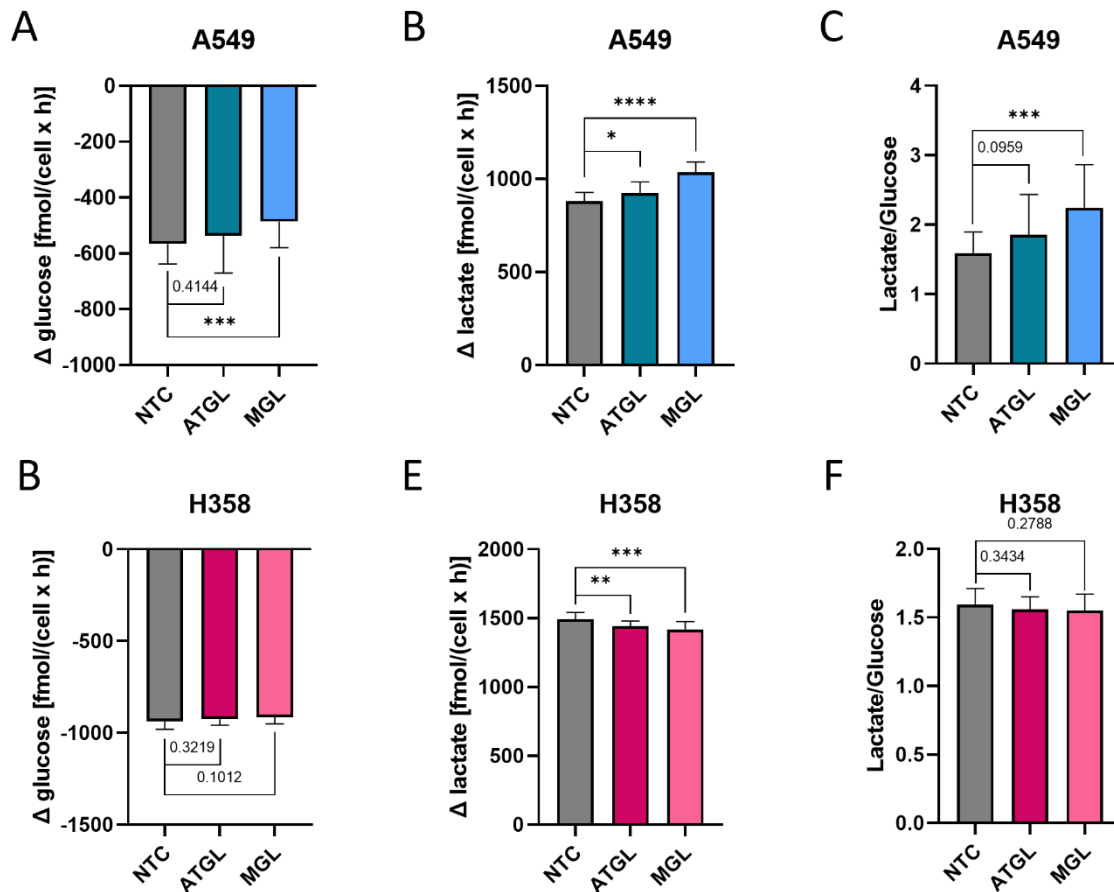 A
A549
Δ glucose [fmol/(cell x h)]
0
-200
-400
-600
-800
-1000
0.4144
***
NTC
ATGL
MGL
B
A549
Δ lactate [fmol/(cell x h)]
1500
1000
500
0
****
*
NTC
ATGL
MGL
C
A549
Lactate/Glucose
4
3
2
1
0
***
0.0959
NTC
ATGL
MGL
B
H358
Δ glucose [fmol/(cell x h)]
0
-500
-1000
-1500
0.3219
0.1012
NTC
ATGL
MGL
E
H358
Δ lactate [fmol/(cell x h)]
2000
1500
1000
500
0
***
**
NTC
ATGL
MGL
F
H358
Lactate/Glucose
2.0
1.5
1.0
0.5
0.0
0.2788
0.3434
NTC
ATGL
MGL